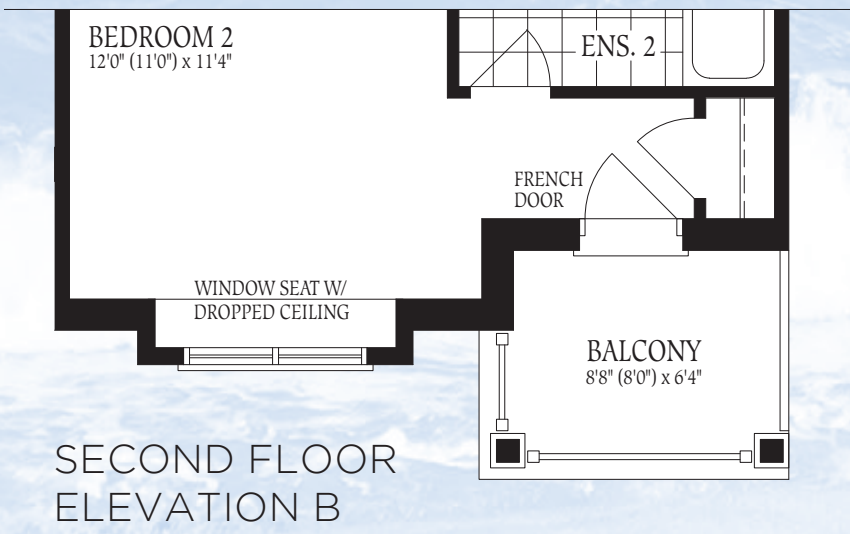 BEDROOM 2
12'0" (11'0") x 11'4"
ENS. 2
FRENCH
DOOR
WINDOW SEAT W/
DROPPED CEILING
BALCONY
8'8" (8'0") x 6'4"
SECOND FLOOR
ELEVATION B